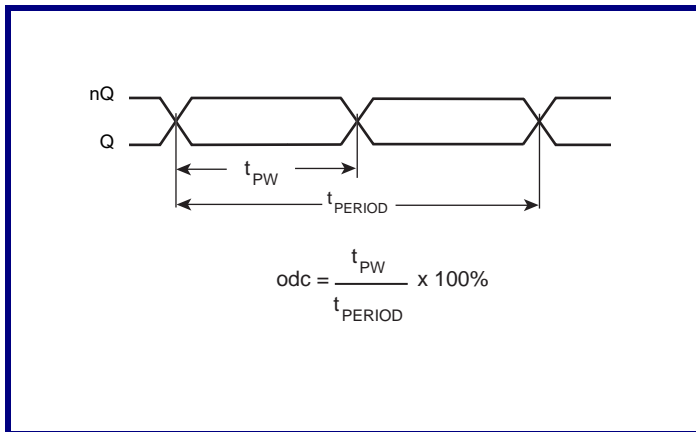 nQ
Q
tPW
tPERIOD
odc = tPW / tPERIOD x 100%